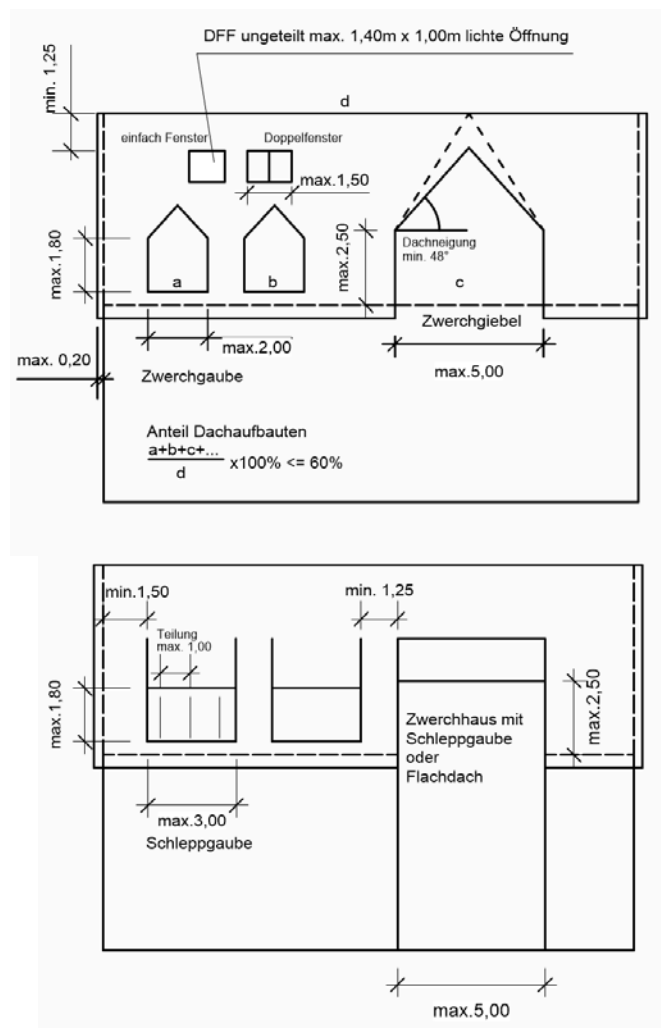 DFF ungeteilt max. 1,40m x 1,00m lichte Öffnung
min. 1,25
d
einfach Fenster
Doppelfenster
max.1,50
max.1,80
a
b
max.2,50
Dachneigung
min. 48°
c
Zwerchgiebel
max.2,00
max. 0,20
Zwerchgaube
max.5,00
Anteil Dachaufbauten
a+b+c+...
d
x100% <= 60%
min.1,50
min. 1,25
Teilung
max. 1,00
max.1,80
max.2,50
Zwerchhaus mit
Schleppgaube
oder
Flachdach
max.3,00
Schleppgaube
max.5,00